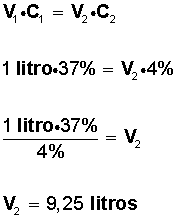 V₁•C₁ = V₂•C₂
1 litro•37% = V₂•4%
1 litro•37%
4%
= V₂
V₂ = 9,25 litros